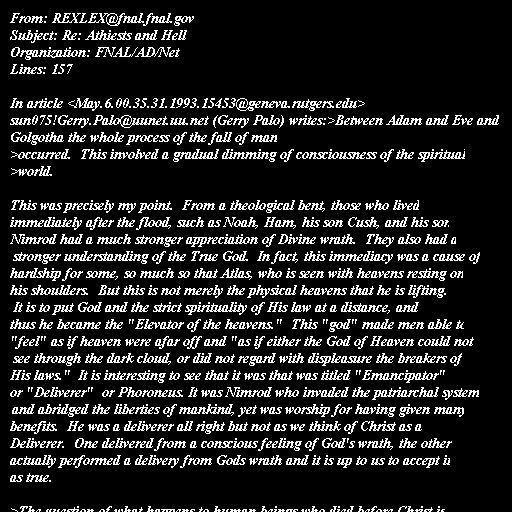 From: REXLEX@fnal.fnal.gov
Subject: Re: Athiests and Hell
Organization: FNAL/AD/Net
Lines: 157

In article <May.6.00.35.31.1993.15453@geneva.rutgers.edu>
sun075!Gerry.Palo@uunet.uu.net (Gerry Palo) writes:>Between Adam and Eve and
Golgotha the whole process of the fall of man
>occurred.  This involved a gradual dimming of consciousness of the spiritual
>world.

This was precisely my point.  From a theological bent, those who lived
immediately after the flood, such as Noah, Ham, his son Cush, and his son
Nimrod had a much stronger appreciation of Divine wrath.  They also had a
stronger understanding of the True God.  In fact, this immediacy was a cause of
hardship for some, so much so that Atlas, who is seen with heavens resting on
his shoulders.  But this is not merely the physical heavens that he is lifting.
It is to put God and the strict spirituality of His law at a distance, and
thus he became the "Elevator of the heavens."  This "god" made men able to
"feel" as if heaven were afar off and "as if either the God of Heaven could not
see through the dark cloud, or did not regard with displeasure the breakers of
His laws."  It is interesting to see that it was that was titled "Emancipator"
or "Deliverer"  or Phoroneus. It was Nimrod who invaded the patriarchal system
and abridged the liberties of mankind, yet was worship for having given many
benefits.  He was a deliverer all right but not as we think of Christ as a
Deliverer.  One delivered from a conscious feeling of God's wrath, the other
actually performed a delivery from Gods wrath and it is up to us to accept it
as true.

>The question of what happens to human beings who died before Christ is